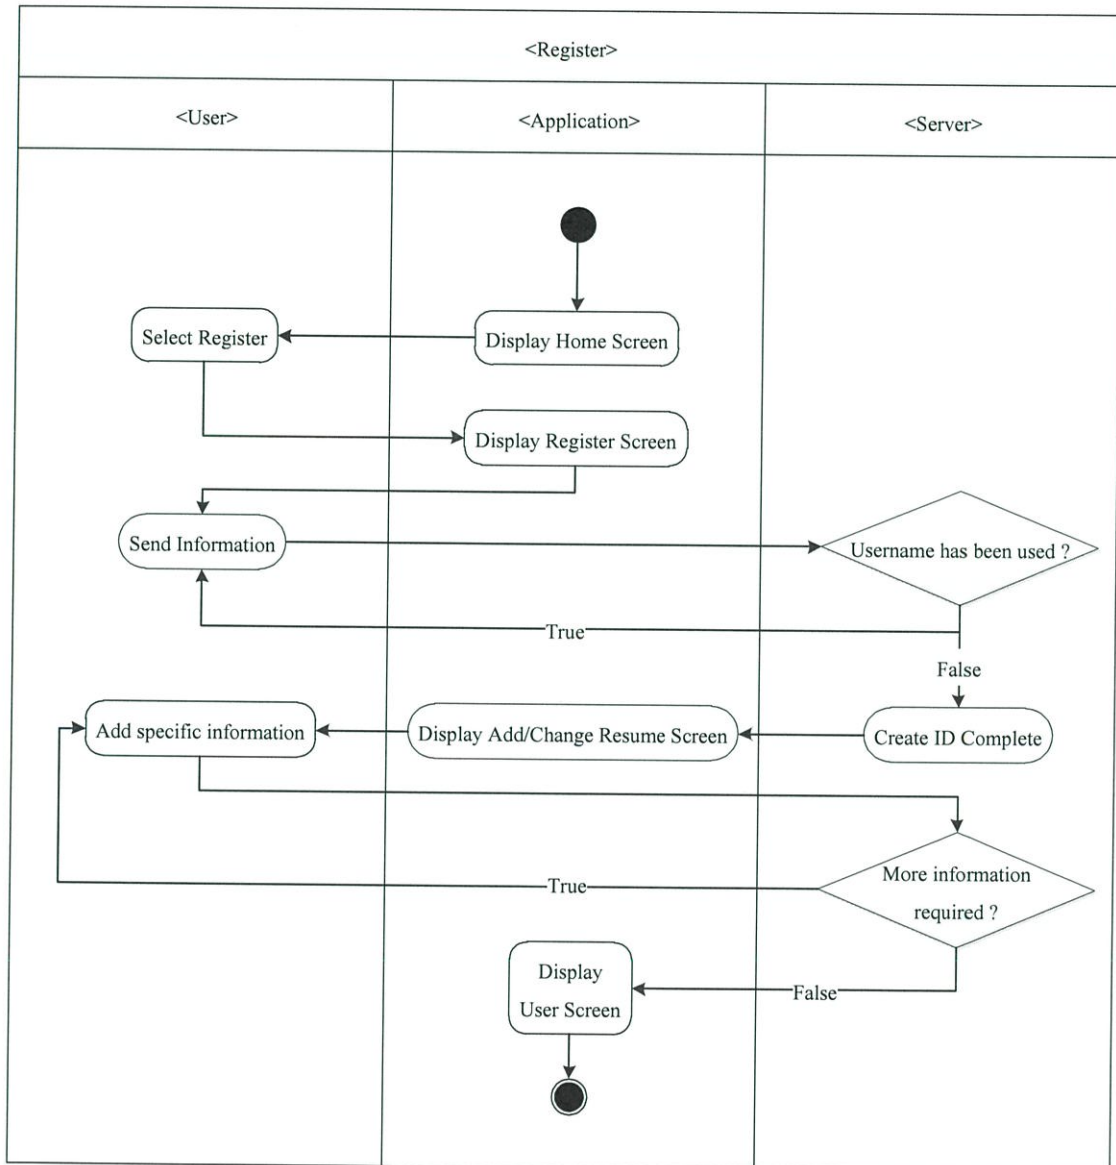 <Register>
<User>
<Application>
<Server>
Select Register
Display Home Screen
Display Register Screen
Send Information
Username has been used ?
True
False
Add specific information
Display Add/Change Resume Screen
Create ID Complete
More information
required ?
True
Display
User Screen
False